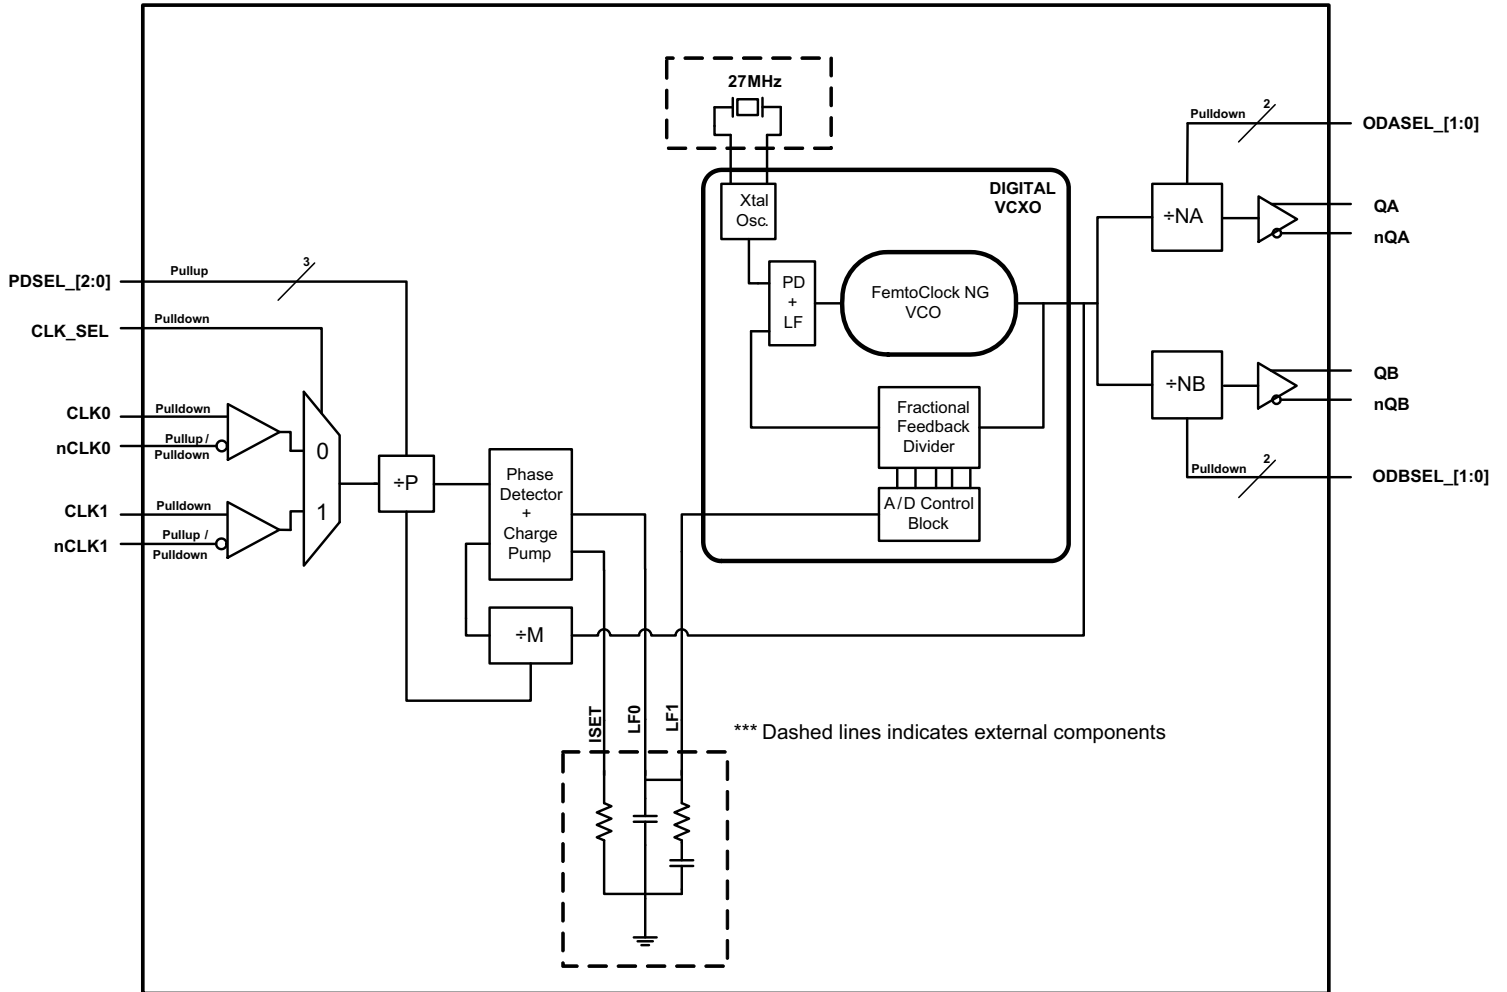 27MHz
Pulldown
2
ODASEL_[1:0]
DIGITAL
VCXO
Xtal
Osc.
÷NA
QA
nQA
PDSEL_[2:0]
Pullup
3
PD
+
LF
FemtoClock NG
VCO
CLK_SEL
Pulldown
÷NB
QB
nQB
CLK0
Pulldown
nCLK0
Pullup /
Pulldown
0
1
Fractional
Feedback
Divider
Pulldown
2
ODBSEL_[1:0]
÷P
Phase
Detector
+
Charge
Pump
A/D Control
Block
CLK1
Pulldown
nCLK1
Pullup /
Pulldown
÷M
ISET
LF0
LF1
*** Dashed lines indicates external components